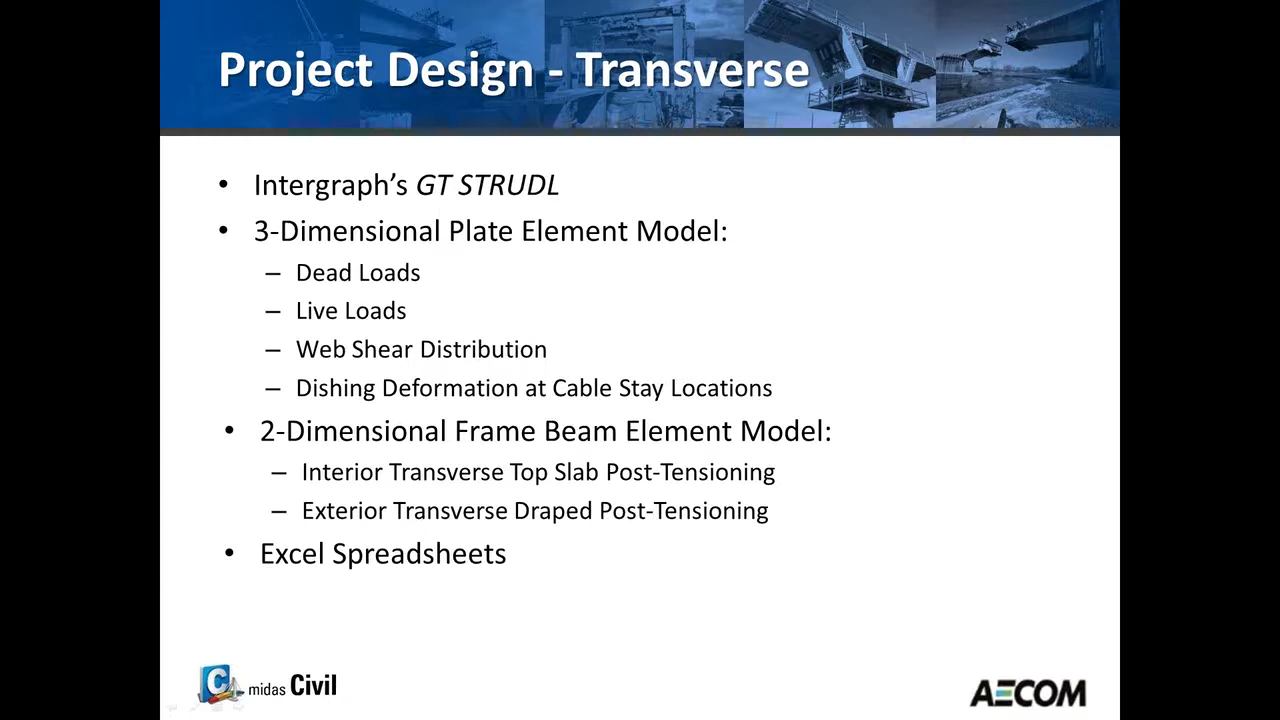 Project Design - Transverse
• Intergraph’s GT STRUDL
• 3-Dimensional Plate Element Model:
– Dead Loads
– Live Loads
– Web Shear Distribution
– Dishing Deformation at Cable Stay Locations
• 2-Dimensional Frame Beam Element Model:
– Interior Transverse Top Slab Post-Tensioning
– Exterior Transverse Draped Post-Tensioning
• Excel Spreadsheets
C midas Civil
AECOM